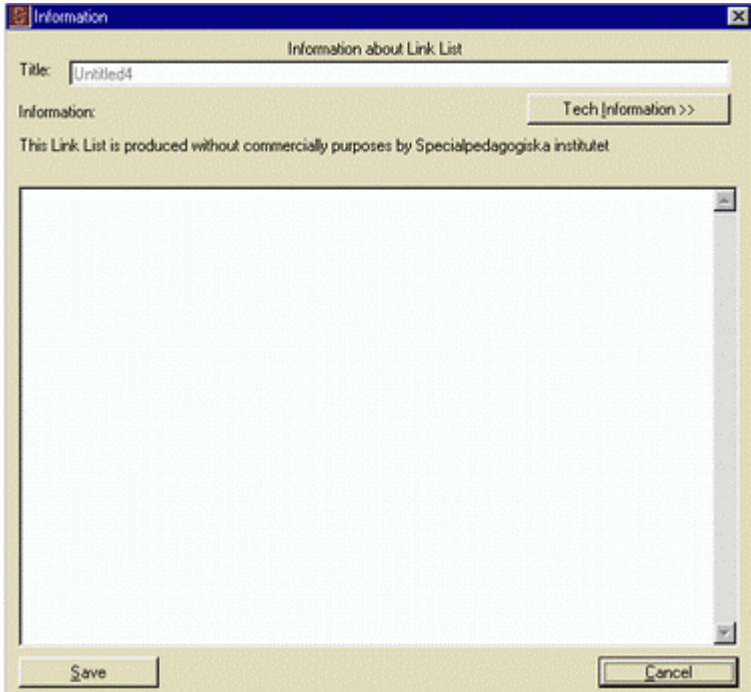 Information
Information about Link List
Title: Untitled4
Information:
Tech Information >>
This Link List is produced without commercially purposes by Specialpedagogiska institutet
Save
Cancel